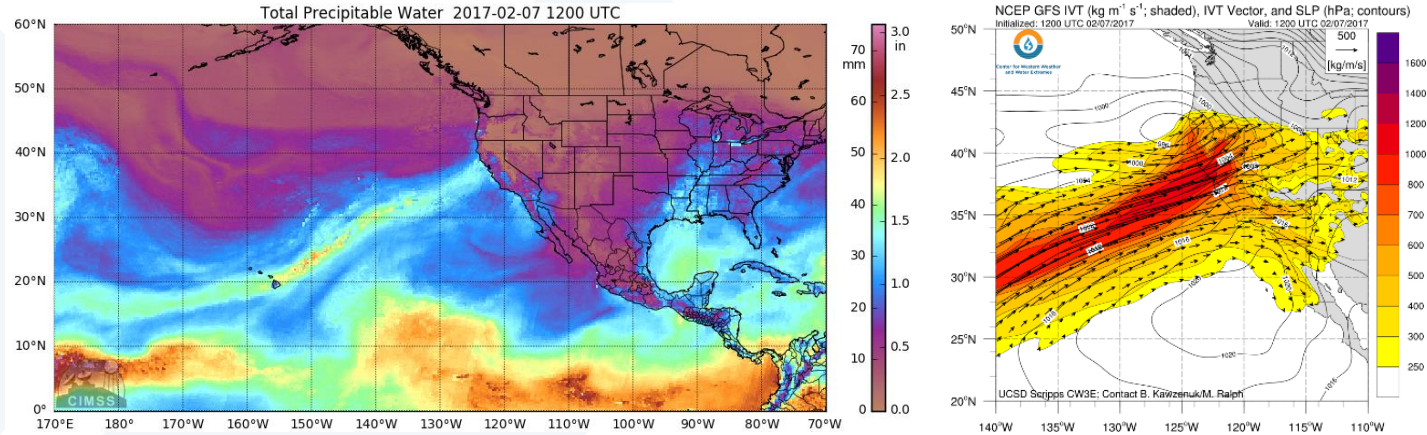 Total Precipitable Water 2017-02-07 1200 UTC
60°N
50°N
40°N
30°N
20°N
10°N
0°
170°E 180°W 170°W 160°W 150°W 140°W 130°W 120°W 110°W 100°W 90°W 80°W 70°W
CIMSS
70
mm
60
50
40
30
20
10
0
3.0
in
2.5
2.0
1.5
1.0
0.5
0.0
NCEP GFS IVT (kg m⁻¹ s⁻¹; shaded), IVT Vector, and SLP (hPa; contours)
Initialized: 1200 UTC 02/07/2017 Valid: 1200 UTC 02/07/2017
Center for Western Weather
and Water Extremes
500
[kg/m/s]
50°N
45°N
40°N
35°N
30°N
25°N
20°N
140°W 135°W 130°W 125°W 120°W 115°W 110°W
1600
1400
1200
1000
800
700
600
500
400
300
250
1000
1012
1016
1020
1016
UCSD Scripps CW3E; Contact B. Kawzenuk/M. Ralph